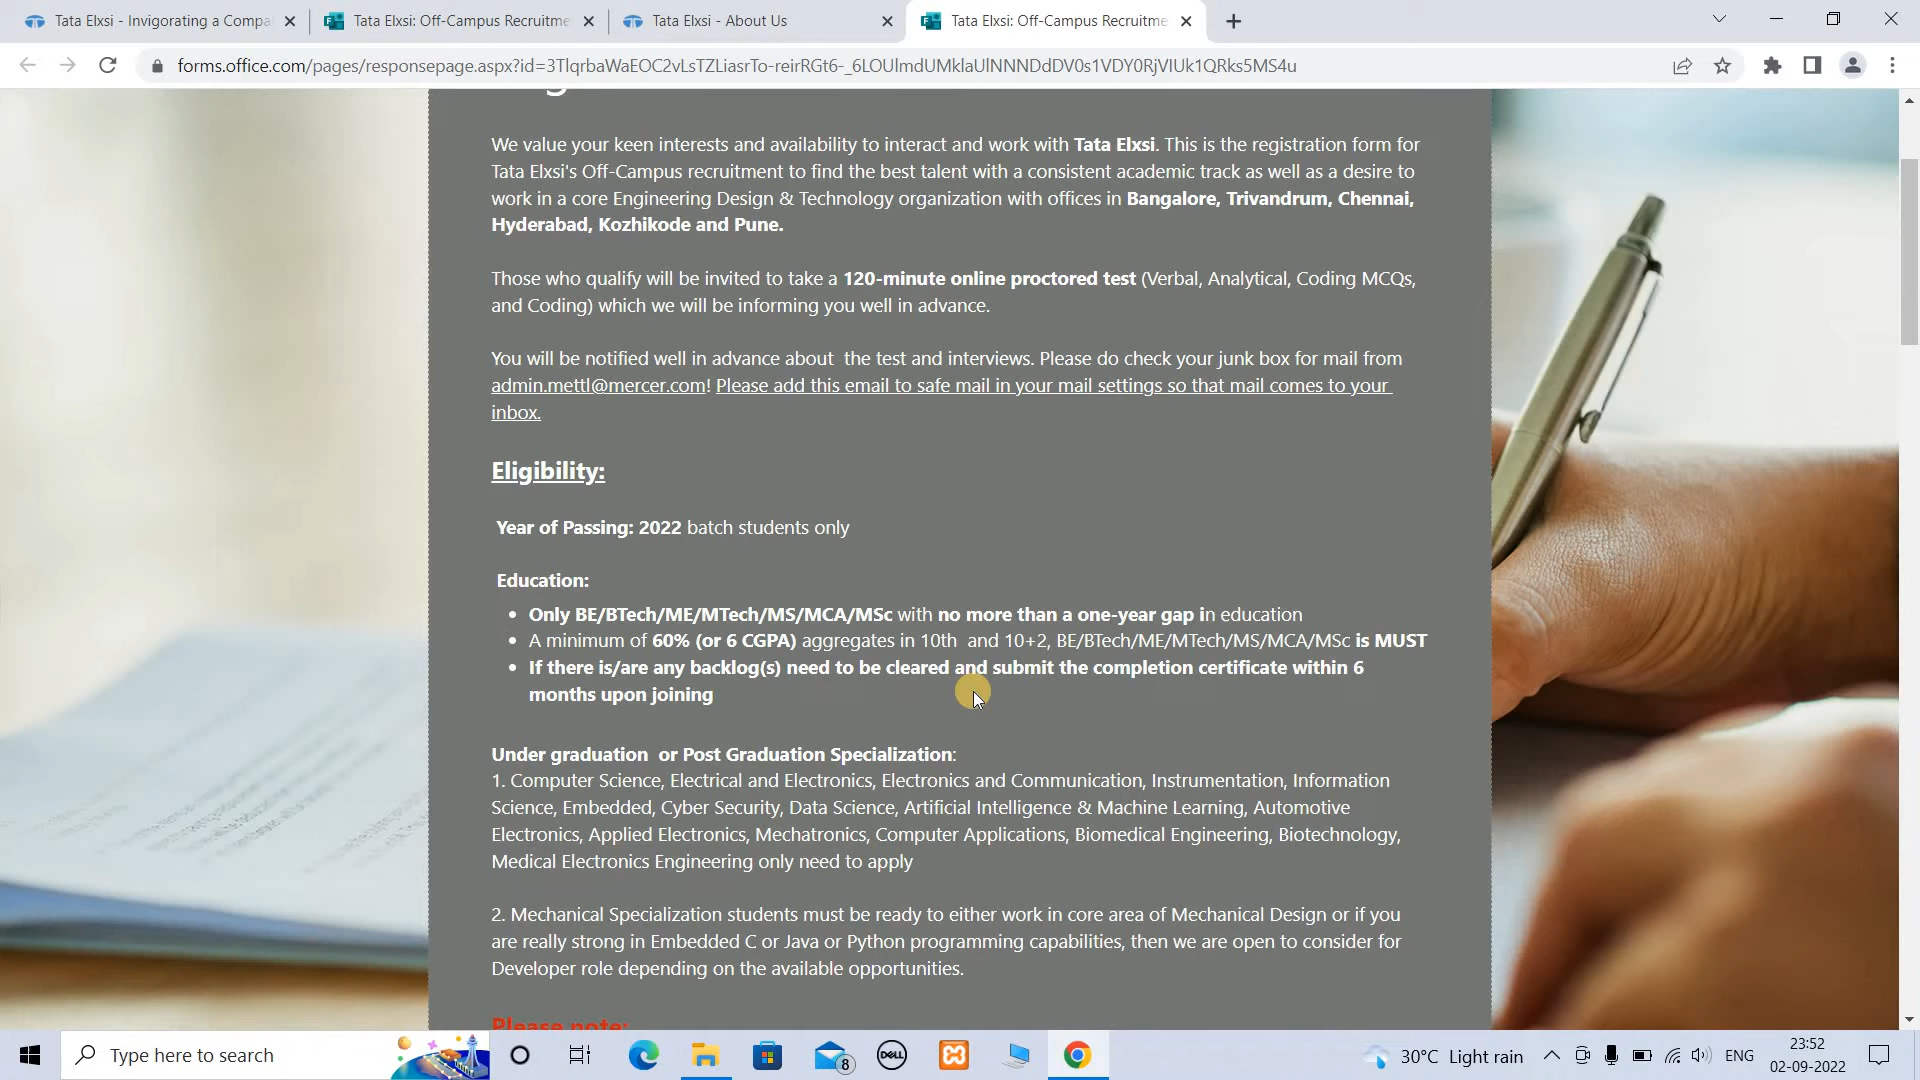 Tata Elxsi - Invigorating a Compa
Tata Elxsi: Off-Campus Recruitme
Tata Elxsi - About Us
Tata Elxsi: Off-Campus Recruitme
forms.office.com/pages/responsepage.aspx?id=3TlqrbaWaEOC2vLsTZLiasrTo-reirRGt6-_6LOUlmdUMklaUlNNNDdDV0s1VDY0RjVIUk1QRks5MS4u
We value your keen interests and availability to interact and work with Tata Elxsi. This is the registration form for
Tata Elxsi's Off-Campus recruitment to find the best talent with a consistent academic track as well as a desire to
work in a core Engineering Design & Technology organization with offices in Bangalore, Trivandrum, Chennai,
Hyderabad, Kozhikode and Pune.
Those who qualify will be invited to take a 120-minute online proctored test (Verbal, Analytical, Coding MCQs,
and Coding) which we will be informing you well in advance.
You will be notified well in advance about  the test and interviews. Please do check your junk box for mail from
admin.mettl@mercer.com! Please add this email to safe mail in your mail settings so that mail comes to your
inbox.
Eligibility:
Year of Passing: 2022 batch students only
Education:
• Only BE/BTech/ME/MTech/MS/MCA/MSc with no more than a one-year gap in education
• A minimum of 60% (or 6 CGPA) aggregates in 10th  and 10+2, BE/BTech/ME/MTech/MS/MCA/MSc is MUST
• If there is/are any backlog(s) need to be cleared and submit the completion certificate within 6
months upon joining
Under graduation  or Post Graduation Specialization:
1. Computer Science, Electrical and Electronics, Electronics and Communication, Instrumentation, Information
Science, Embedded, Cyber Security, Data Science, Artificial Intelligence & Machine Learning, Automotive
Electronics, Applied Electronics, Mechatronics, Computer Applications, Biomedical Engineering, Biotechnology,
Medical Electronics Engineering only need to apply
2. Mechanical Specialization students must be ready to either work in core area of Mechanical Design or if you
are really strong in Embedded C or Java or Python programming capabilities, then we are open to consider for
Developer role depending on the available opportunities.
Please note:
Type here to search
8
DELL
30°C Light rain
ENG
23:52
02-09-2022